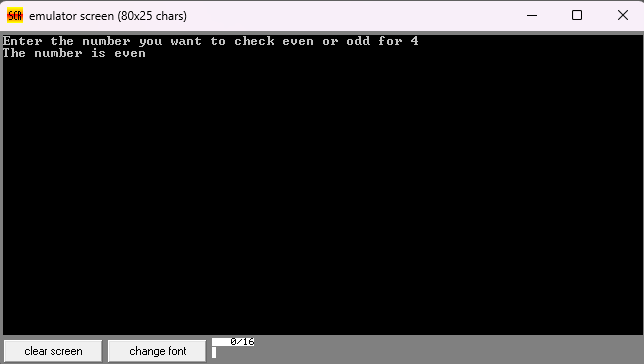 SCR
emulator screen (80x25 chars)
Enter the number you want to check even or odd for 4
The number is even
clear screen
change font
0/16